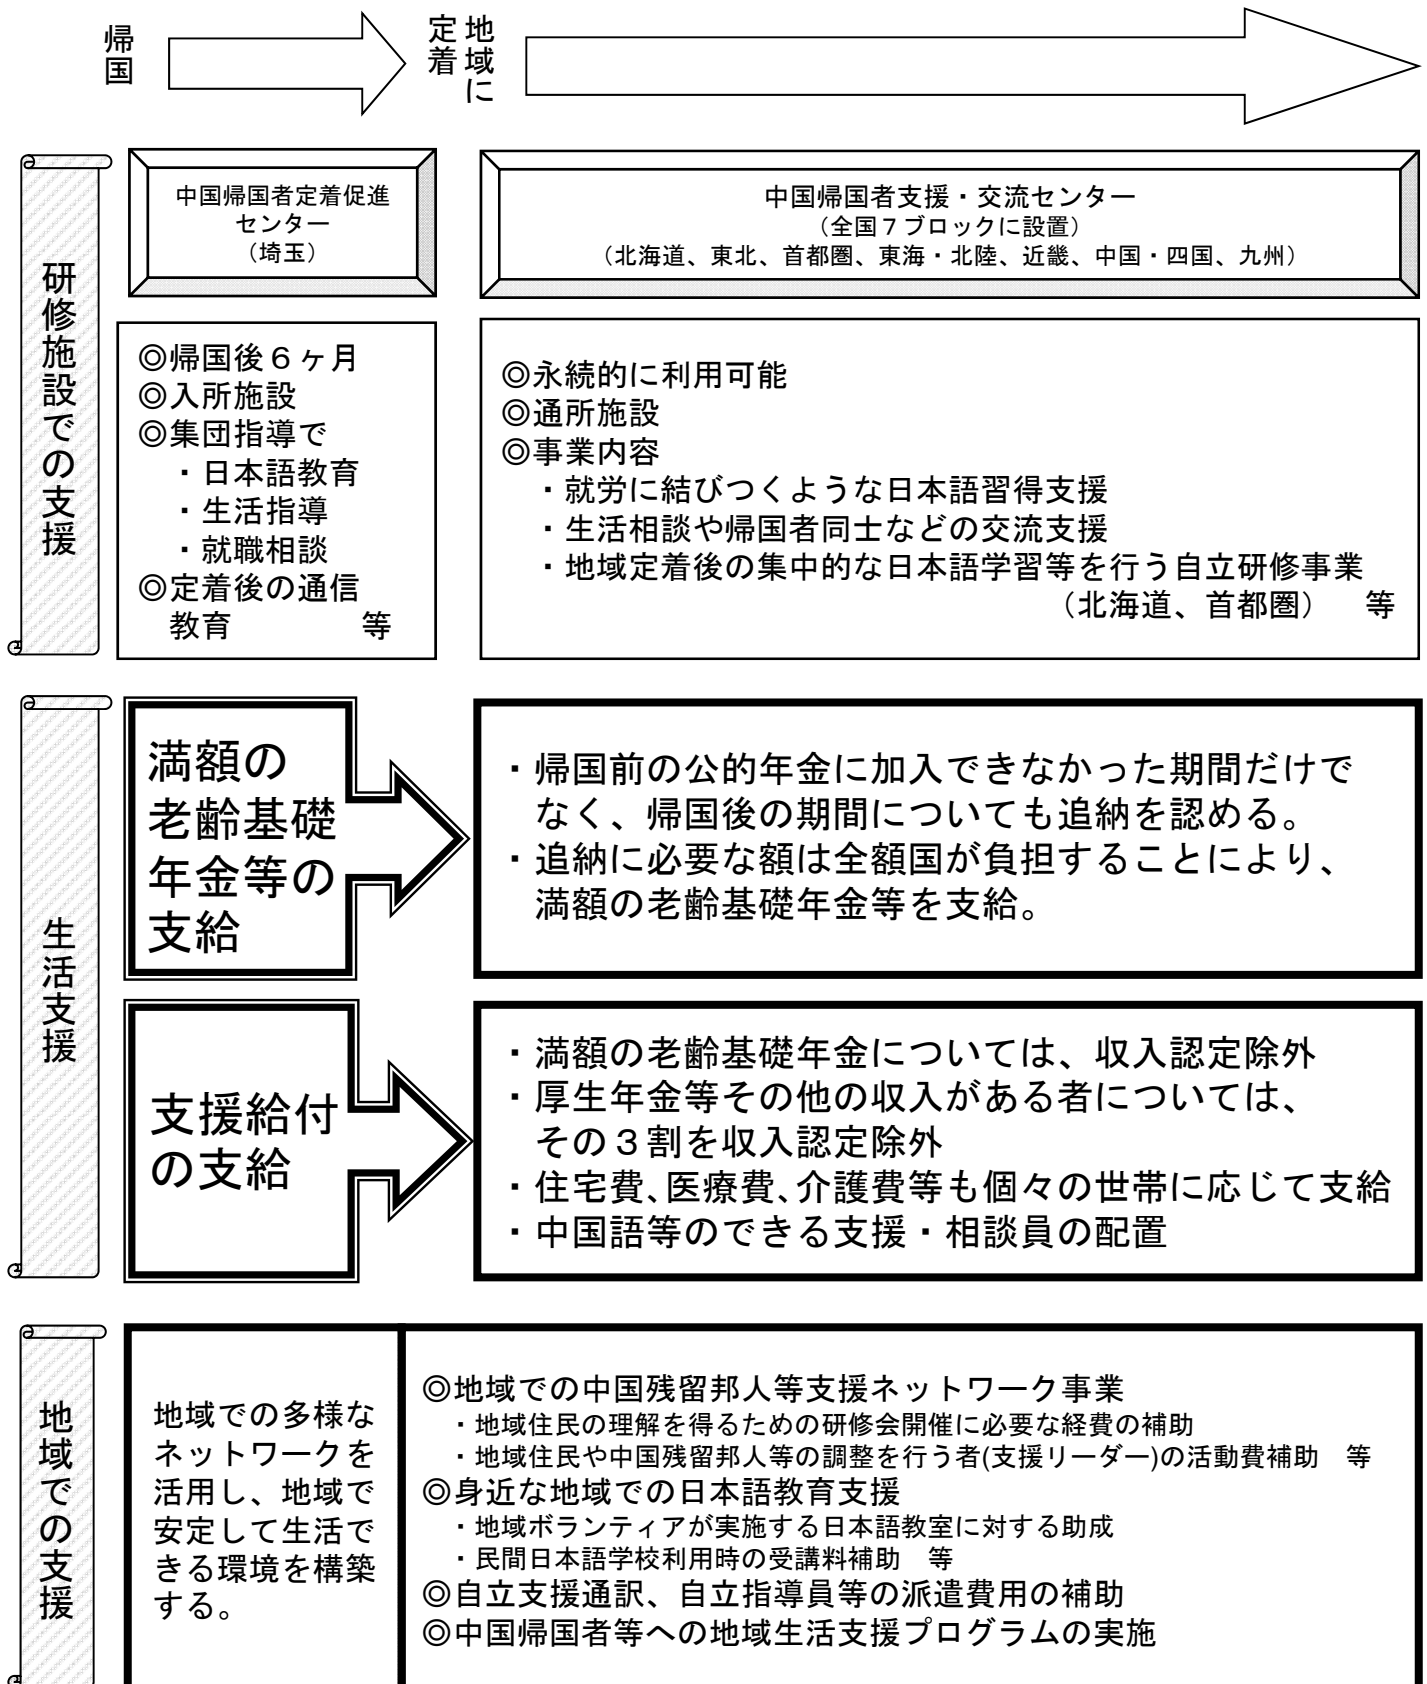 帰国
地域に
定着
研修施設での支援
中国帰国者定着促進
センター
（埼玉）
中国帰国者支援・交流センター
（全国７ブロックに設置）
（北海道、東北、首都圏、東海・北陸、近畿、中国・四国、九州）
◎帰国後６ヶ月
◎入所施設
◎集団指導で
・日本語教育
・生活指導
・就職相談
◎定着後の通信
教育　　　　等
◎永続的に利用可能
◎通所施設
◎事業内容
・就労に結びつくような日本語習得支援
・生活相談や帰国者同士などの交流支援
・地域定着後の集中的な日本語学習等を行う自立研修事業
（北海道、首都圏）　等
生活支援
満額の
老齢基礎
年金等の
支給
・帰国前の公的年金に加入できなかった期間だけで
なく、帰国後の期間についても追納を認める。
・追納に必要な額は全額国が負担することにより、
満額の老齢基礎年金等を支給。
支援給付
の支給
・満額の老齢基礎年金については、収入認定除外
・厚生年金等その他の収入がある者については、
その３割を収入認定除外
・住宅費、医療費、介護費等も個々の世帯に応じて支給
・中国語等のできる支援・相談員の配置
地域での支援
地域での多様な
ネットワークを
活用し、地域で
安定して生活で
きる環境を構築
する。
◎地域での中国残留邦人等支援ネットワーク事業
・地域住民の理解を得るための研修会開催に必要な経費の補助
・地域住民や中国残留邦人等の調整を行う者(支援リーダー)の活動費補助　等
◎身近な地域での日本語教育支援
・地域ボランティアが実施する日本語教室に対する助成
・民間日本語学校利用時の受講料補助　等
◎自立支援通訳、自立指導員等の派遣費用の補助
◎中国帰国者等への地域生活支援プログラムの実施